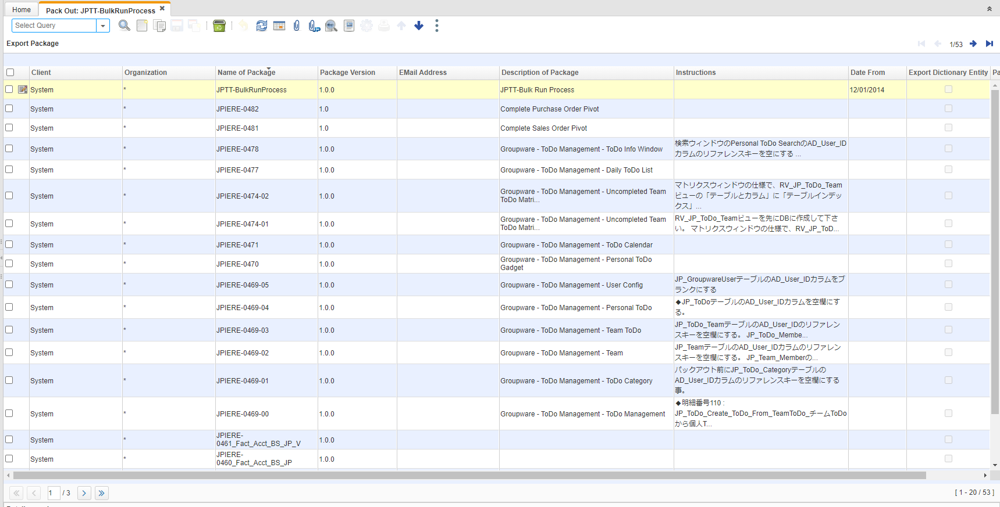 Home
Pack Out: JPTT-BulkRunProcess
Select Query
Export Package
1/53
Client Organization Name of Package Package Version EMail Address Description of Package Instructions Date From Export Dictionary Entity Pa
System * JPTT-BulkRunProcess 1.0.0 JPTT-Bulk Run Process 12/01/2014
System * JPIERE-0482 1.0 Complete Purchase Order Pivot
System * JPIERE-0481 1.0 Complete Sales Order Pivot
System * JPIERE-0478 1.0.0 Groupware - ToDo Management - ToDo Info Window
検索ウィンドウのPersonal ToDo SearchのAD_User_ID
カラムのリファレンスキーを空にする ...
System * JPIERE-0477 1.0.0 Groupware - ToDo Management - Daily ToDo List
System * JPIERE-0474-02 1.0.0
Groupware - ToDo Management - Uncompleted Team
ToDo Matri...
マトリクスウィンドウの仕様で、RV_JP_ToDo_Team
ビューの「テーブルとカラム」に「テーブルインデッ
クス」...
System * JPIERE-0474-01 1.0.0
Groupware - ToDo Management - Uncompleted Team
ToDo Matri...
RV_JP_ToDo_Teamビューを先にDBに作成して下さ
い。 マトリクスウィンドウの仕様で、RV_JP_ToD...
System * JPIERE-0471 1.0.0 Groupware - ToDo Management - ToDo Calendar
System * JPIERE-0470 1.0.0
Groupware - ToDo Management - Personal ToDo
Gadget
System * JPIERE-0469-05 1.0.0 Groupware - ToDo Management - User Config
JP_GroupwareUserテーブルのAD_User_IDカラムをブ
ランクにする
System * JPIERE-0469-04 1.0.0 Groupware - ToDo Management - Personal ToDo
◆JP_ToDoテーブルのAD_User_IDカラムを空欄にす
る。
System * JPIERE-0469-03 1.0.0 Groupware - ToDo Management - Team ToDo
JP_ToDo_TeamテーブルのAD_User_IDのリファレン
スキーを空欄にする。 JP_ToDo_Membe...
System * JPIERE-0469-02 1.0.0 Groupware - ToDo Management - Team
JP_TeamテーブルのAD_User_IDカラムのリファレン
スキーを空欄にする。 JP_Team_Memberの...
System * JPIERE-0469-01 1.0.0 Groupware - ToDo Management - ToDo Category
パックアウト前にJP_ToDo_Categoryテーブルの
AD_User_IDカラムのリファレンスキーを空欄にする
事。
System * JPIERE-0469-00 1.0.0 Groupware - ToDo Management - ToDo Management
◆明細番号110 :
JP_ToDo_Create_ToDo_From_TeamToDo_チームToDo
から個人T...
System *
JPIERE-
0461_Fact_Acct_BS_JP_V
1.0.0
System *
JPIERE-
0460_Fact_Acct_BS_JP
1.0.0
1 / 3
[ 1 - 20 / 53 ]